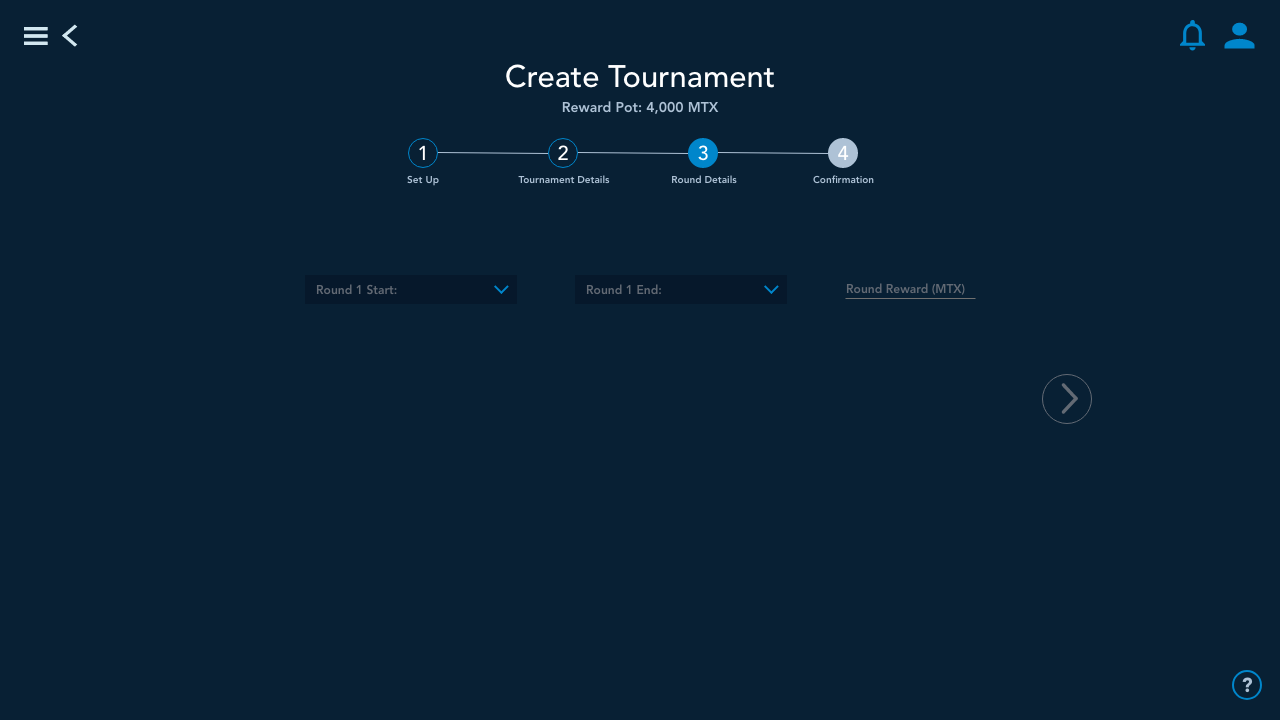 Create Tournament
Reward Pot: 4,000 MTX
1 2 3 4
Set Up Tournament Details Round Details Confirmation
Round 1 Start: Round 1 End: Round Reward (MTX)
?